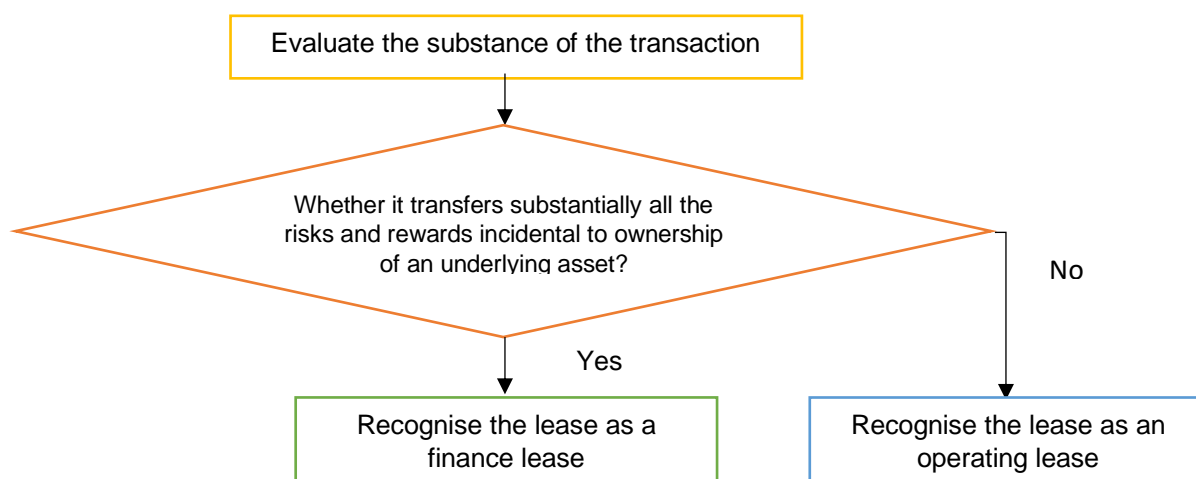 Evaluate the substance of the transaction
Whether it transfers substantially all the
risks and rewards incidental to ownership
of an underlying asset?
No
Yes
Recognise the lease as a
finance lease
Recognise the lease as an
operating lease